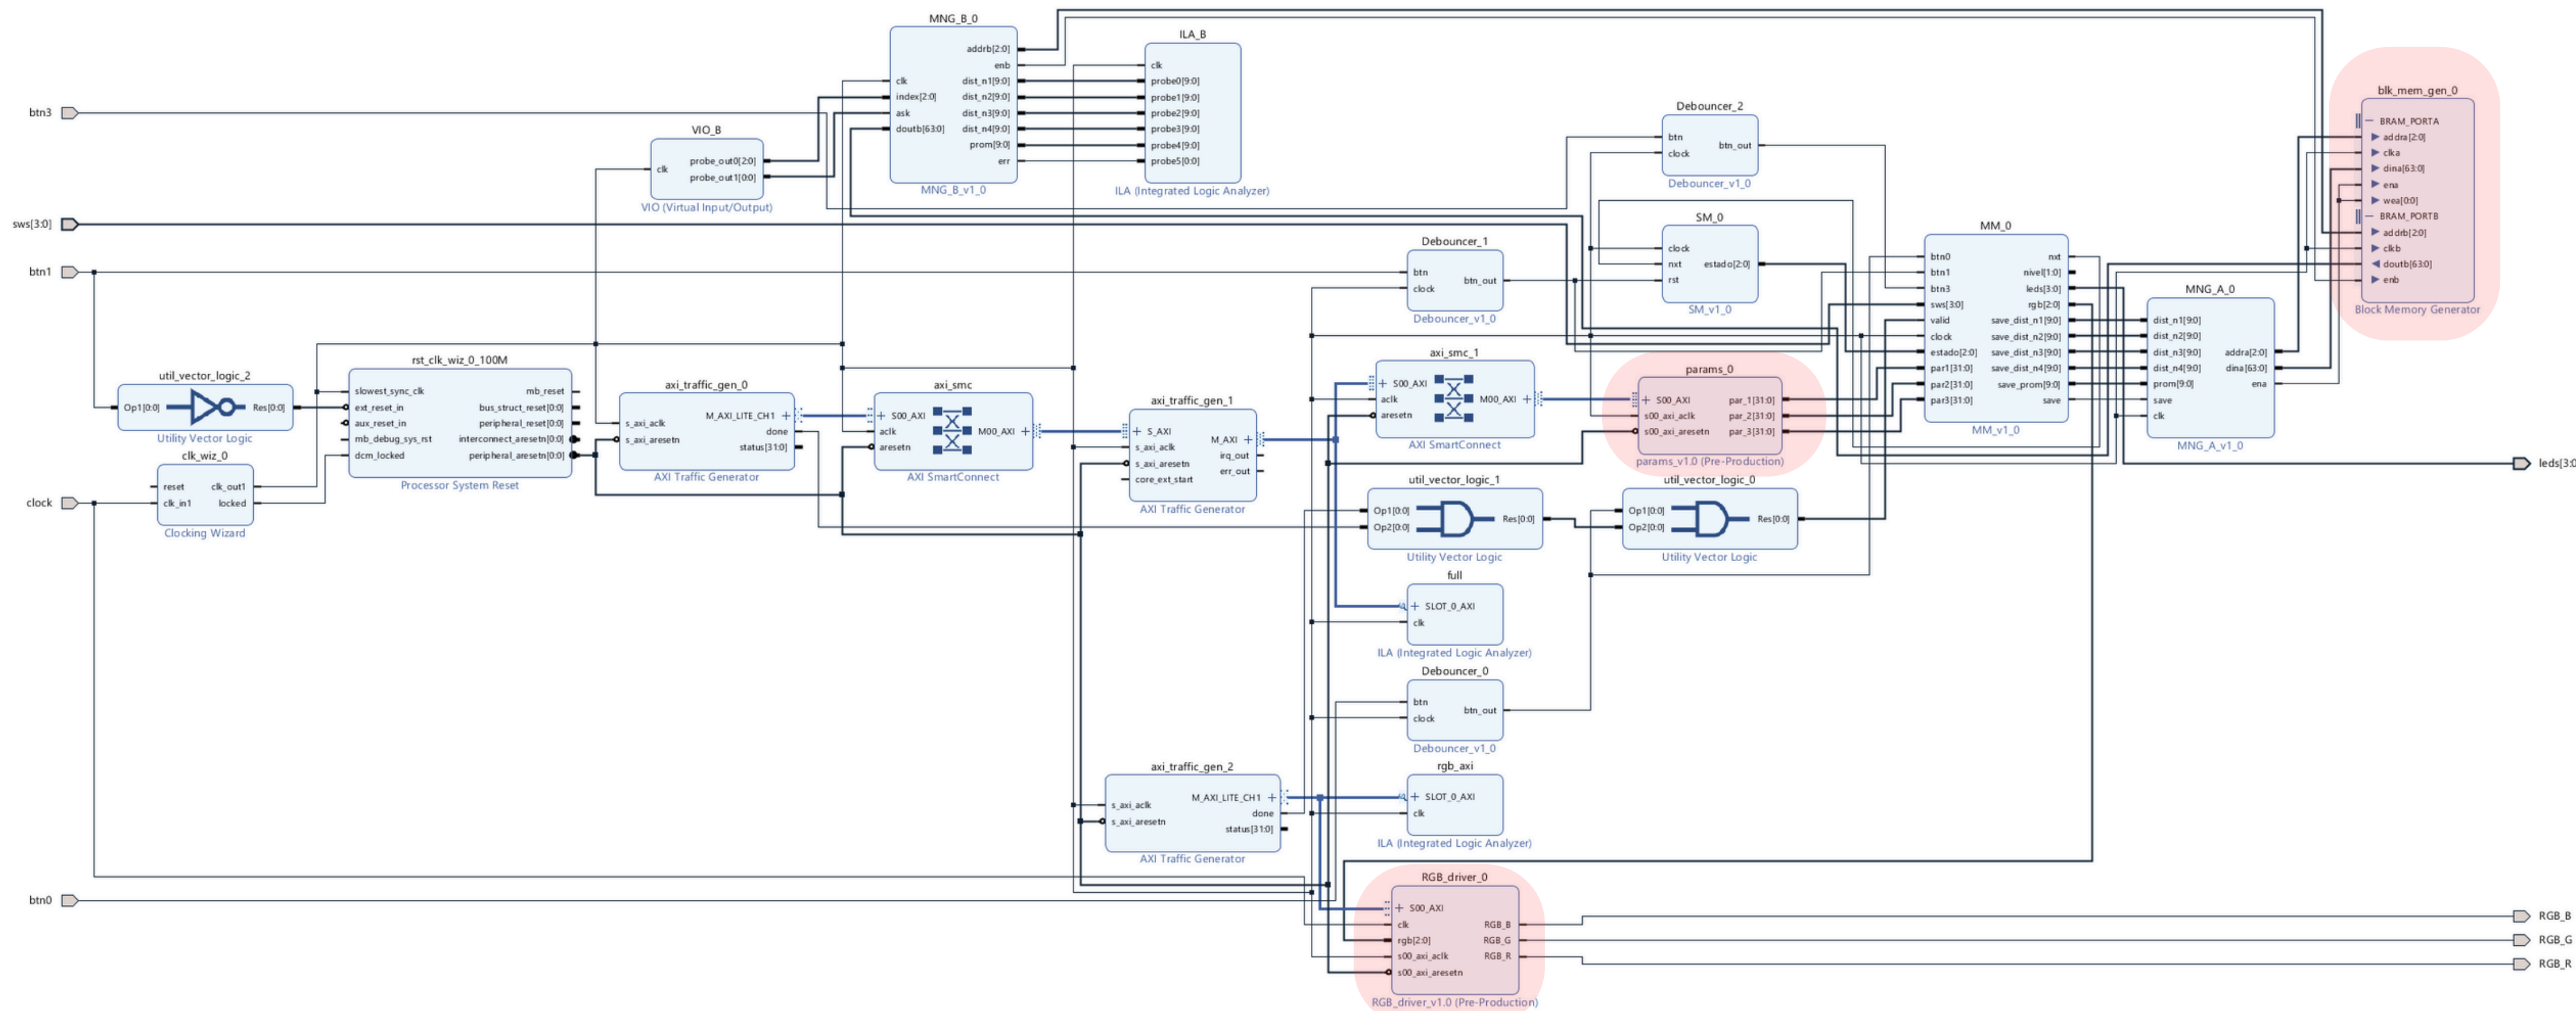 btn3
sws[3:0]
btn1
clock
btn0
util_vector_logic_2
Op1[0:0]
Res[0:0]
Utility Vector Logic
clk_wiz_0
reset
clk_in1
clk_out1
locked
Clocking Wizard
rst_clk_wiz_0_100M
slowest_sync_clk
ext_reset_in
aux_reset_in
mb_debug_sys_rst
dcm_locked
mb_reset
bus_struct_reset[0:0]
peripheral_reset[0:0]
interconnect_aresetn[0:0]
peripheral_aresetn[0:0]
Processor System Reset
VIO_B
clk
probe_out0[2:0]
probe_out1[0:0]
VIO (Virtual Input/Output)
axi_traffic_gen_0
s_axi_aclk
s_axi_aresetn
M_AXI_LITE_CH1
done
status[31:0]
AXI Traffic Generator
MNG_B_0
clk
index[2:0]
ask
doutb[63:0]
addrb[2:0]
enb
dist_n1[9:0]
dist_n2[9:0]
dist_n3[9:0]
dist_n4[9:0]
prom[9:0]
err
MNG_B_v1_0
axi_smc
S00_AXI
aclk
aresetn
M00_AXI
AXI SmartConnect
ILA_B
clk
probe0[9:0]
probe1[9:0]
probe2[9:0]
probe3[9:0]
probe4[9:0]
probe5[0:0]
ILA (Integrated Logic Analyzer)
axi_traffic_gen_1
S_AXI
s_axi_aclk
s_axi_aresetn
core_ext_start
M_AXI
irq_out
err_out
AXI Traffic Generator
axi_traffic_gen_2
s_axi_aclk
s_axi_aresetn
M_AXI_LITE_CH1
done
status[31:0]
AXI Traffic Generator
Debouncer_1
btn
clock
btn_out
Debouncer_v1_0
axi_smc_1
S00_AXI
aclk
aresetn
M00_AXI
AXI SmartConnect
util_vector_logic_1
Op1[0:0]
Op2[0:0]
Res[0:0]
Utility Vector Logic
full
SLOT_0_AXI
clk
ILA (Integrated Logic Analyzer)
Debouncer_0
btn
clock
btn_out
Debouncer_v1_0
rgb_axi
SLOT_0_AXI
clk
ILA (Integrated Logic Analyzer)
RGB_driver_0
S00_AXI
clk
rgb[2:0]
s00_axi_aclk
s00_axi_aresetn
RGB_B
RGB_G
RGB_R
RGB_driver_v1.0 (Pre-Production)
Debouncer_2
btn
clock
btn_out
Debouncer_v1_0
SM_0
clock
nxt
rst
estado[2:0]
SM_v1_0
params_0
S00_AXI
s00_axi_aclk
s00_axi_aresetn
par_1[31:0]
par_2[31:0]
par_3[31:0]
params_v1.0 (Pre-Production)
util_vector_logic_0
Op1[0:0]
Op2[0:0]
Res[0:0]
Utility Vector Logic
MM_0
btn0
btn1
btn3
sws[3:0]
valid
clock
estado[2:0]
par1[31:0]
par2[31:0]
par3[31:0]
nxt
nivel[1:0]
leds[3:0]
rgb[2:0]
save_dist_n1[9:0]
save_dist_n2[9:0]
save_dist_n3[9:0]
save_dist_n4[9:0]
save_prom[9:0]
save
MM_v1_0
MNG_A_0
dist_n1[9:0]
dist_n2[9:0]
dist_n3[9:0]
dist_n4[9:0]
prom[9:0]
save
clk
addra[2:0]
dina[63:0]
ena
MNG_A_v1_0
blk_mem_gen_0
BRAM_PORTA
addra[2:0]
clka
dina[63:0]
ena
wea[0:0]
BRAM_PORTB
addrb[2:0]
clkb
doutb[63:0]
enb
Block Memory Generator
leds[3:0
RGB_B
RGB_G
RGB_R